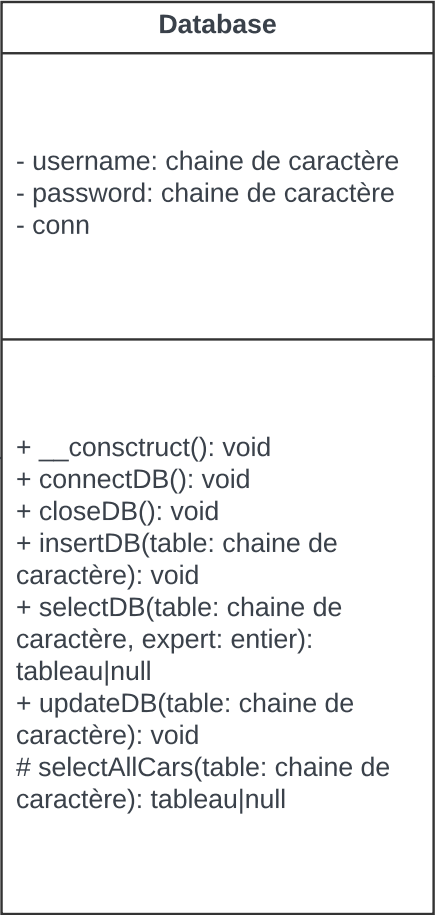 Database
- username: chaine de caractère
- password: chaine de caractère
- conn
+ __consctruct(): void
+ connectDB(): void
+ closeDB(): void
+ insertDB(table: chaine de
caractère): void
+ selectDB(table: chaine de
caractère, expert: entier):
tableau|null
+ updateDB(table: chaine de
caractère): void
# selectAllCars(table: chaine de
caractère): tableau|null